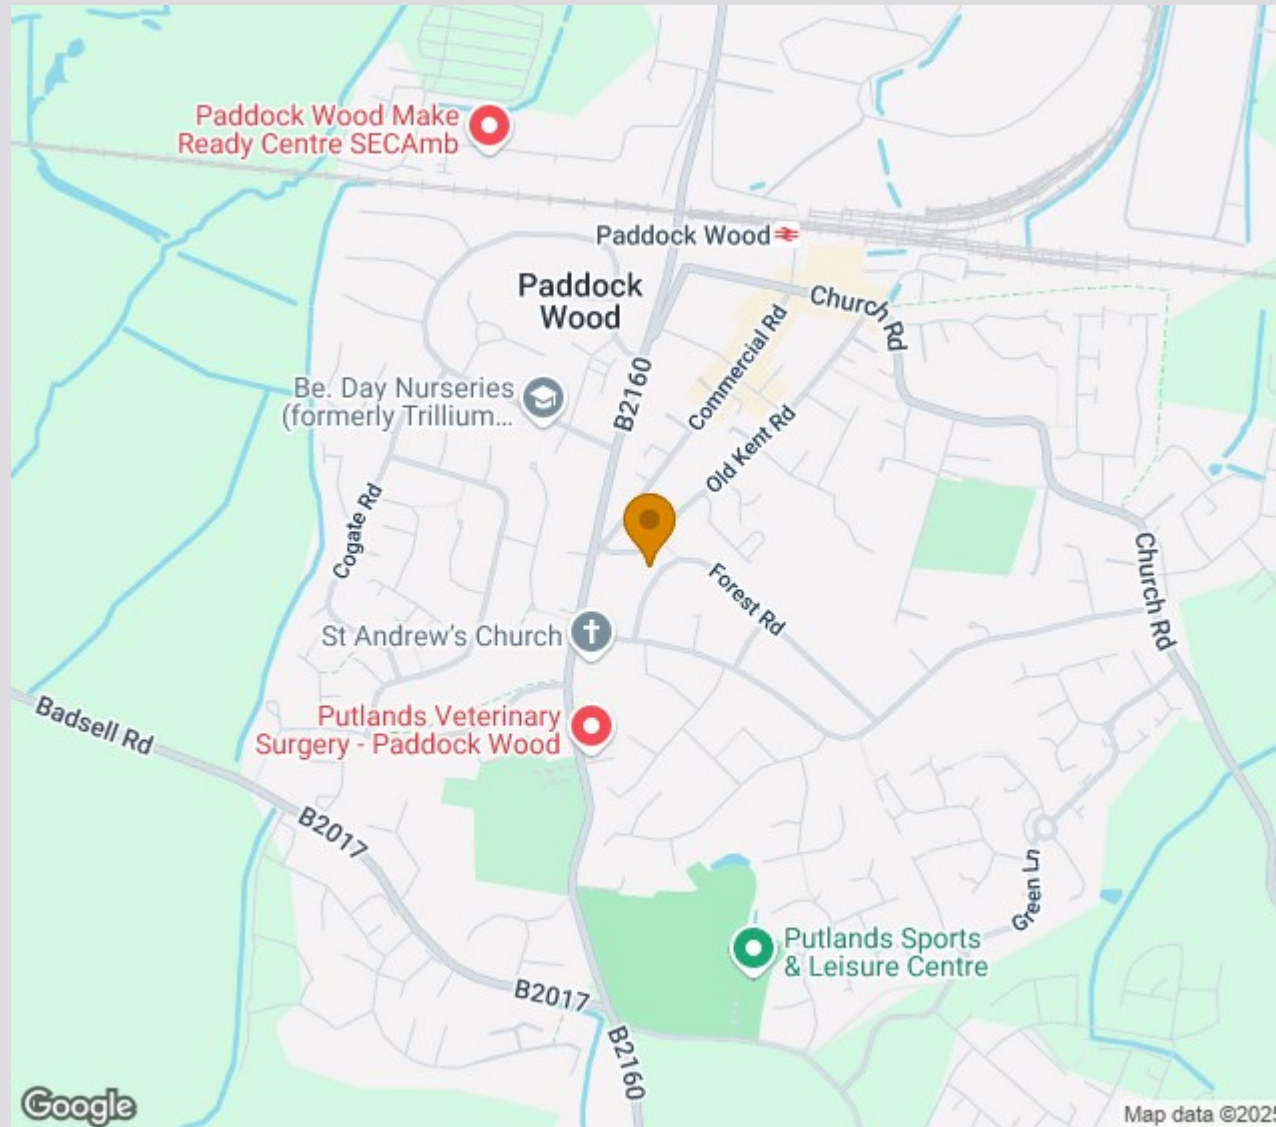 Paddock Wood Make
Ready Centre SECAmb
Paddock Wood
Paddock
Wood
Church Rd
Commercial Rd
B2160
Be. Day Nurseries
(formerly Trillium...
Old Kent Rd
Cogate Rd
Church Rd
Forest Rd
St Andrew's Church
Badsell Rd
Putlands Veterinary
Surgery - Paddock Wood
B2017
Green Ln
Putlands Sports
& Leisure Centre
B2017
B2160
Google
Map data ©2025